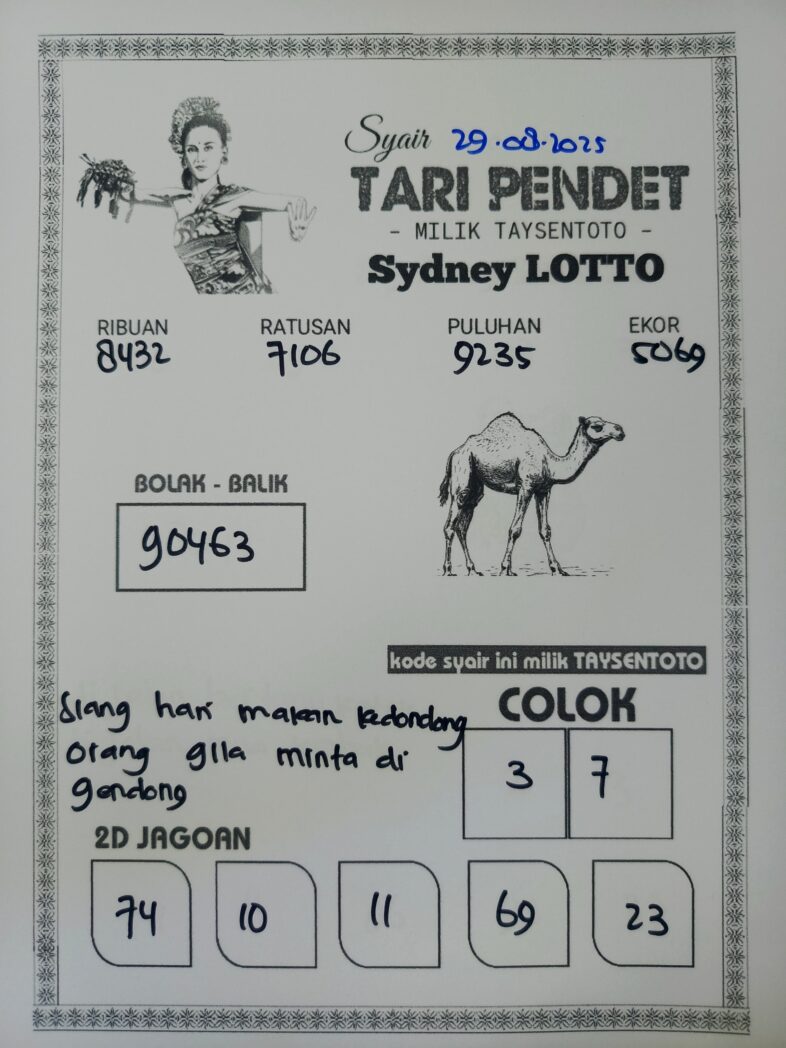 Syair 29.08.2025
TARI PENDET
- MILIK TAYSENTOTO -
Sydney LOTTO
RIBUAN RATUSAN PULUHAN EKOR
8432 7106 9235 5069
BOLAK - BALIK
90463
kode syair ini milik TAYSENTOTO
Siang hari makan kedondong
orang gila minta di
gendong
COLOK
3 7
2D JAGOAN
74 10 11 69 23